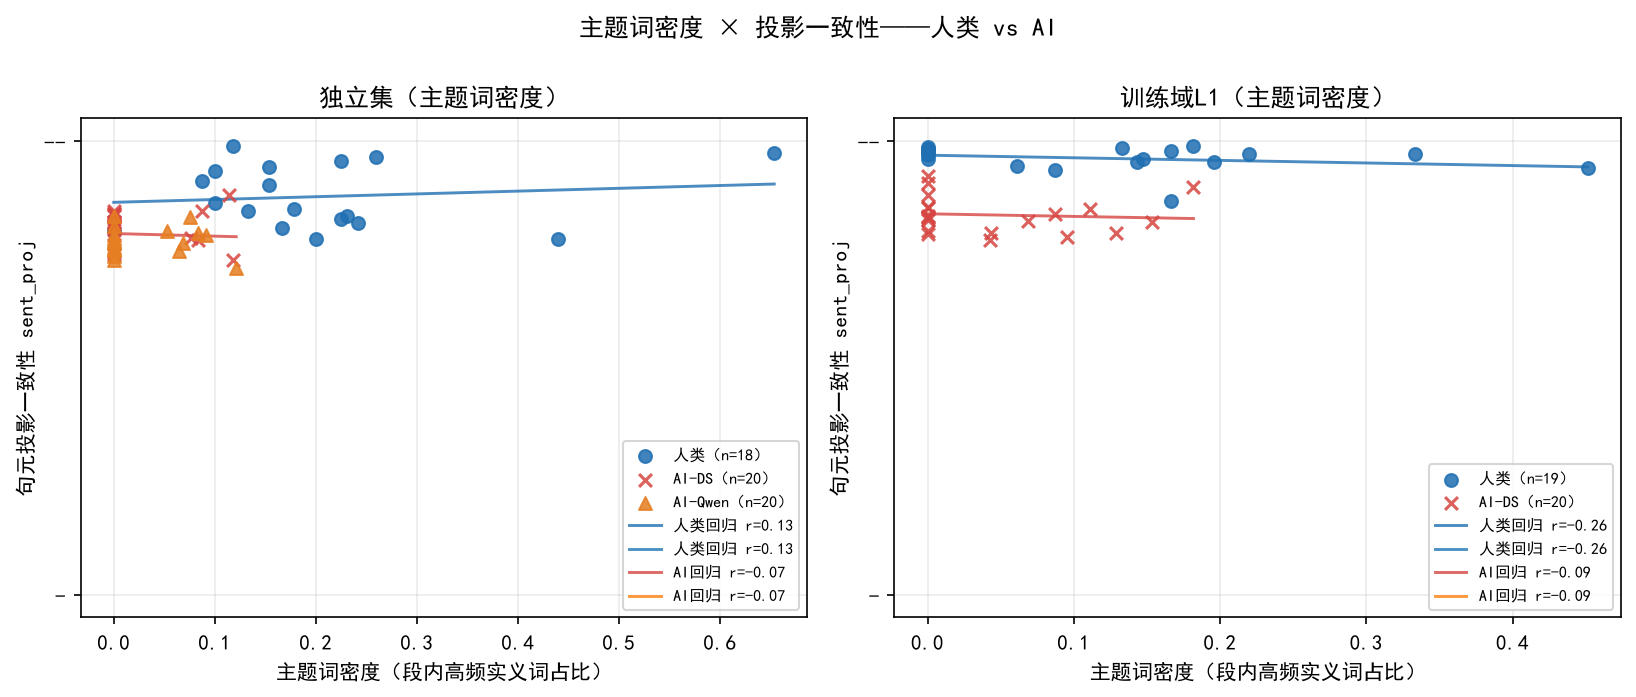 主题词密度 × 投影一致性——人类 vs AI
独立集（主题词密度）
——
—
句元投影一致性 sent_proj
0.0 0.1 0.2 0.3 0.4 0.5 0.6
主题词密度（段内高频实义词占比）
人类（n=18）
AI-DS（n=20）
AI-Qwen（n=20）
人类回归 r=0.13
人类回归 r=0.13
AI回归 r=-0.07
AI回归 r=-0.07
训练域L1（主题词密度）
——
—
句元投影一致性 sent_proj
0.0 0.1 0.2 0.3 0.4
主题词密度（段内高频实义词占比）
人类（n=19）
AI-DS（n=20）
人类回归 r=-0.26
人类回归 r=-0.26
AI回归 r=-0.09
AI回归 r=-0.09